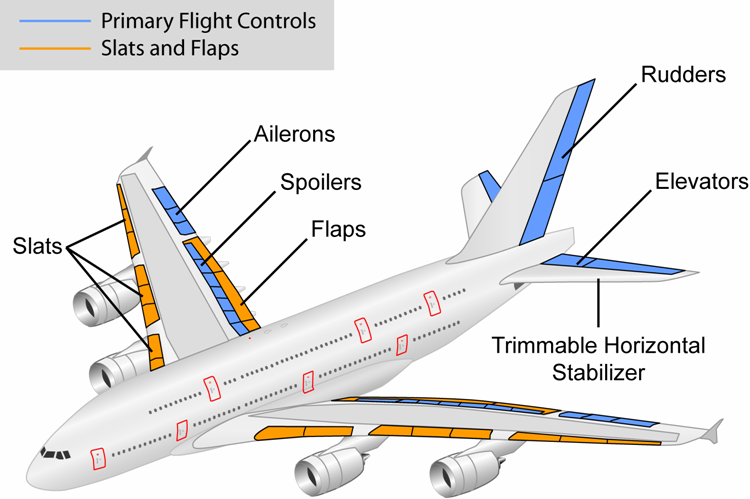 Primary Flight Controls
Slats and Flaps
Rudders
Ailerons
Spoilers
Elevators
Flaps
Slats
Trimmable Horizontal
Stabilizer